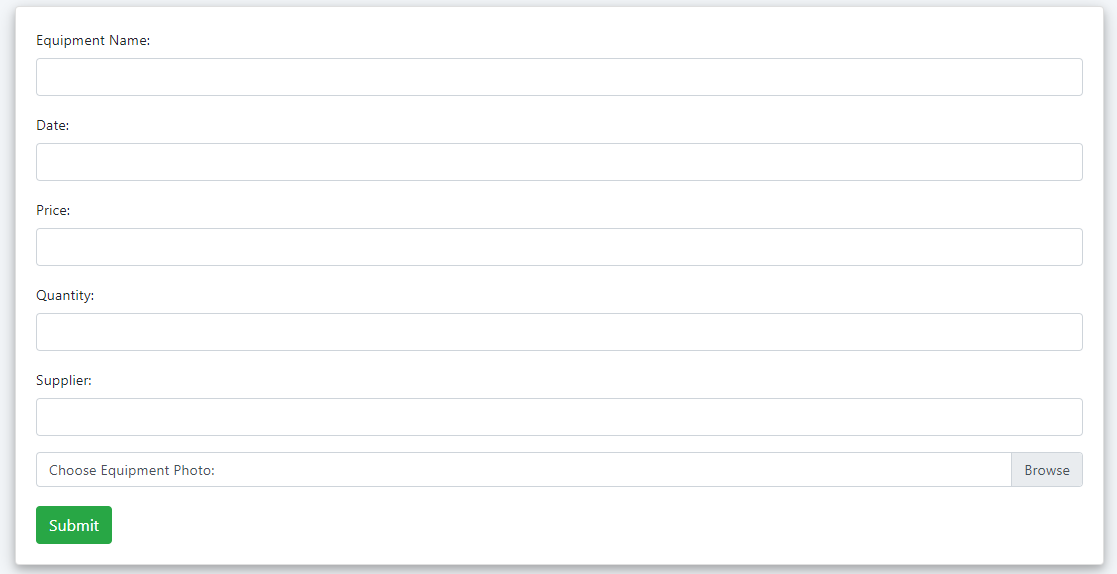 Equipment Name:
Date:
Price:
Quantity:
Supplier:
Choose Equipment Photo: Browse
Submit